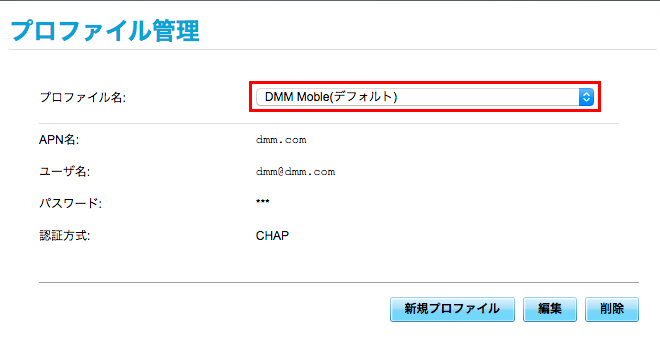 プロファイル管理
プロファイル名: DMM Moble(デフォルト)
APN名: dmm.com
ユーザ名: dmm@dmm.com
パスワード: ***
認証方式: CHAP
新規プロファイル 編集 削除